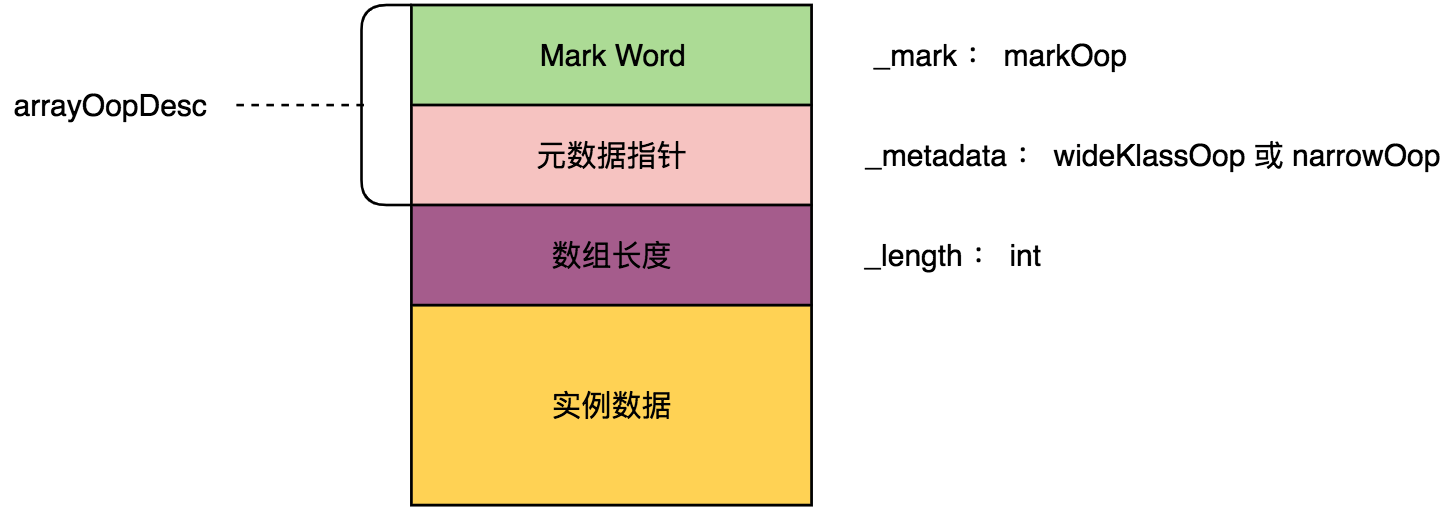 Mark Word
_mark： markOop
arrayOopDesc
元数据指针
_metadata： wideKlassOop 或 narrowOop
数组长度
_length： int
实例数据